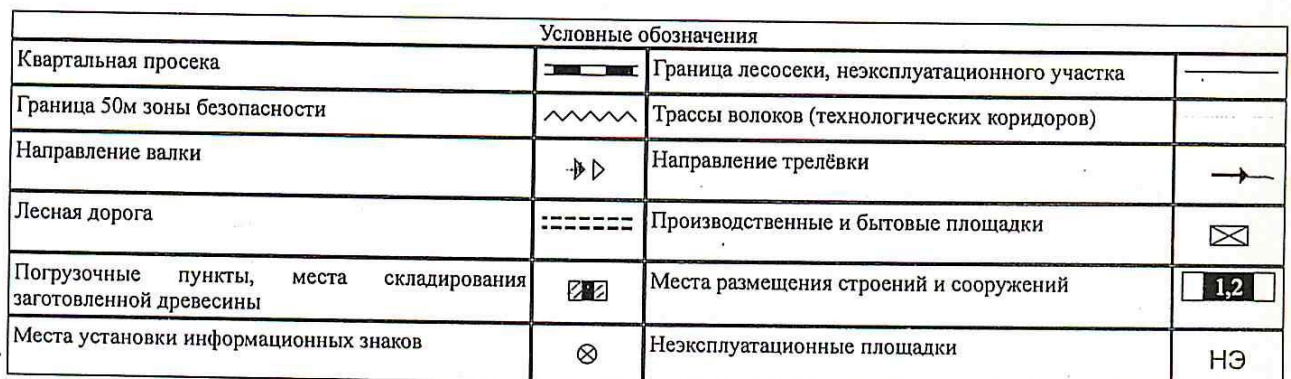 Условные обозначения
Квартальная просека
Граница лесосеки, неэксплуатационного участка
Граница 50м зоны безопасности
Трассы волоков (технологических коридоров)
Направление валки
Направление трелёвки
Лесная дорога
Производственные и бытовые площадки
Погрузочные пункты, места складирования
заготовленной древесины
Места размещения строений и сооружений
1,2
Места установки информационных знаков
Неэксплуатационные площадки
НЭ